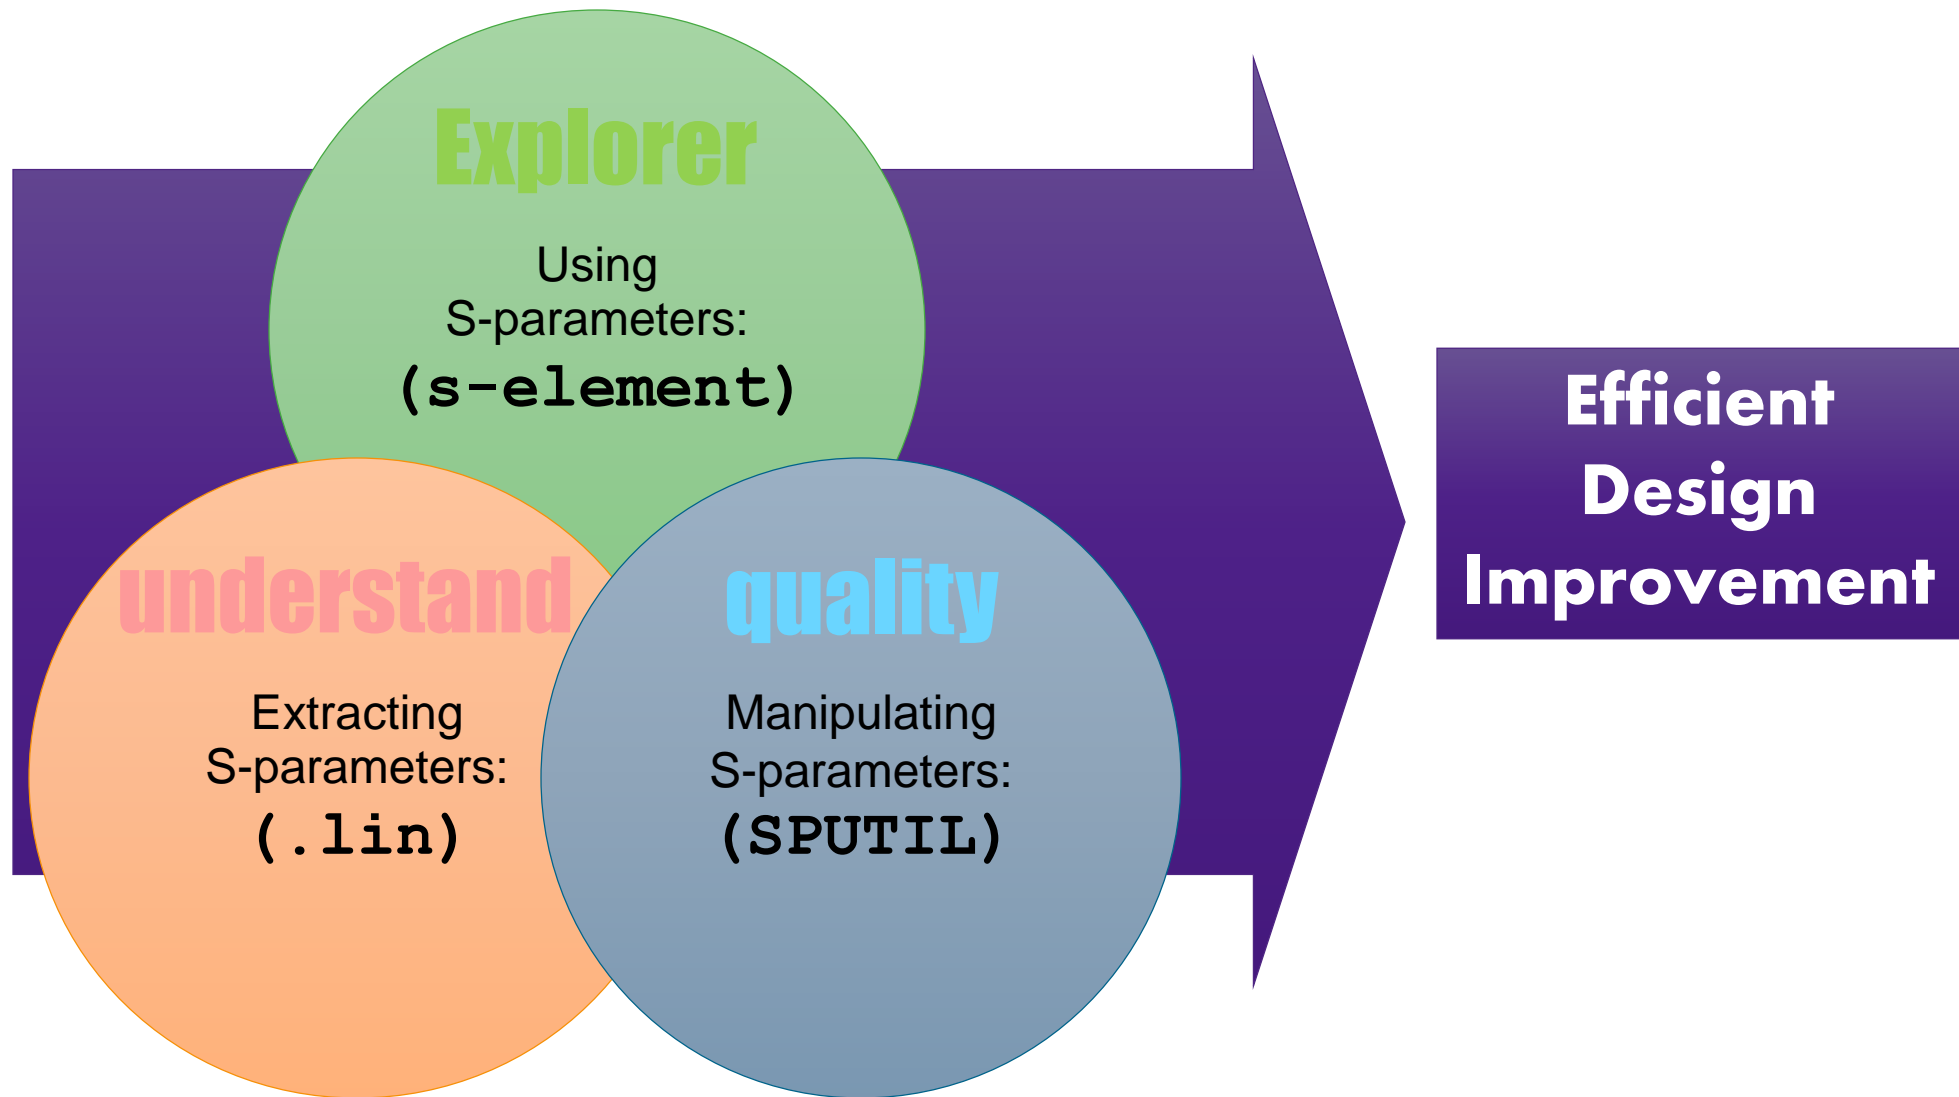 Explorer
Using
S-parameters:
(s-element)
understand
Extracting
S-parameters:
(.lin)
quality
Manipulating
S-parameters:
(SPUTIL)
Efficient
Design
Improvement